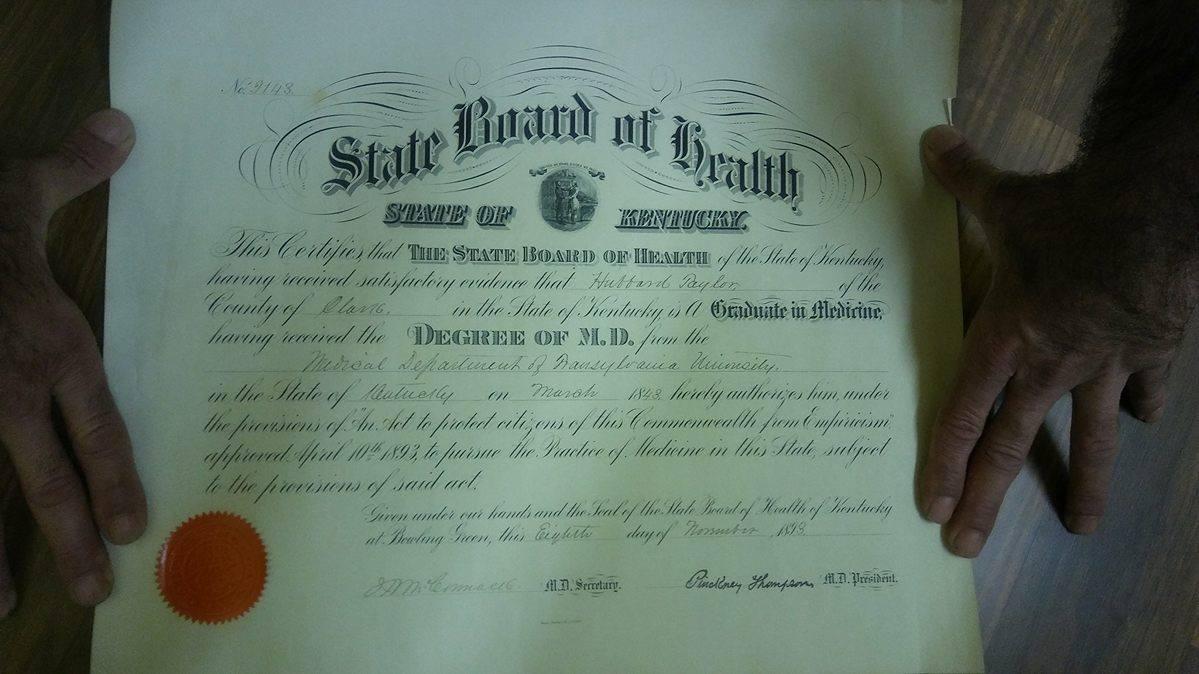 No. 2143
State Board of Health
STATE OF KENTUCKY.
This Certifies, that THE STATE BOARD OF HEALTH of the State of Kentucky,
having received satisfactory evidence that Hubbard Taylor of the
County of Clark. in the State of Kentucky is A Graduate in Medicine,
having received the DEGREE OF M.D. from the
Medical Department of Transylvania University.
in the State of Kentucky on March 1843 hereby authorizes him, under
the provisions of "An Act to protect citizens of this Commonwealth from Empiricism"
approved April 10th 1893, to pursue the Practice of Medicine in this State, subject
to the provisions of said act.
Given under our hands and the Seal of the State Board of Health of Kentucky
at Bowling Green, this Eighth day of November, 1893.
J.N. McCormack M.D. Secretary. Pinckney Thompson M.D. President.